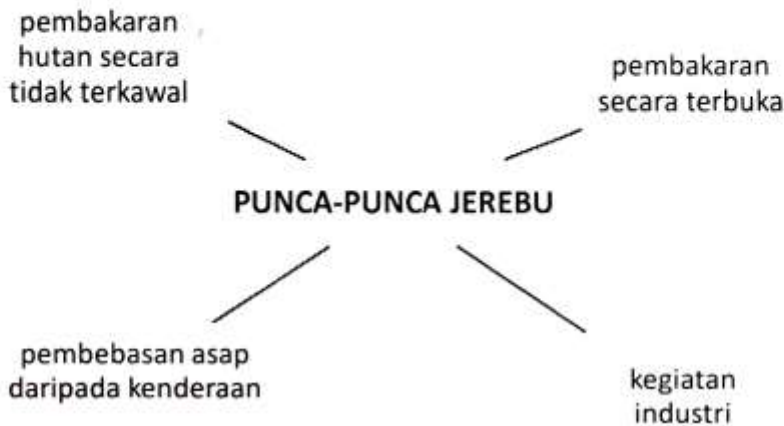 pembakaran
hutan secara
tidak terkawal
pembakaran
secara terbuka
PUNCA-PUNCA JEREBU
pembebasan asap
daripada kenderaan
kegiatan
industri